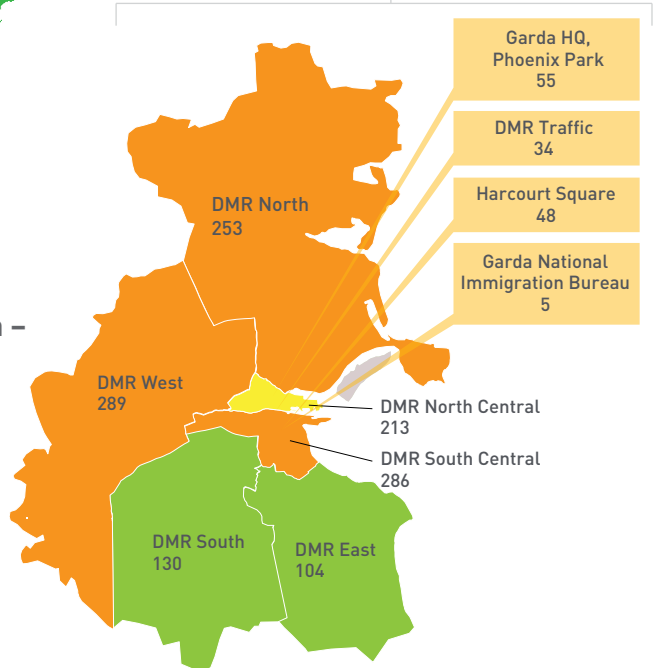 Garda HQ,
Phoenix Park
55
DMR Traffic
34
Harcourt Square
48
Garda National
Immigration Bureau
5
DMR North
253
DMR West
289
DMR North Central
213
DMR South Central
286
DMR South
130
DMR East
104